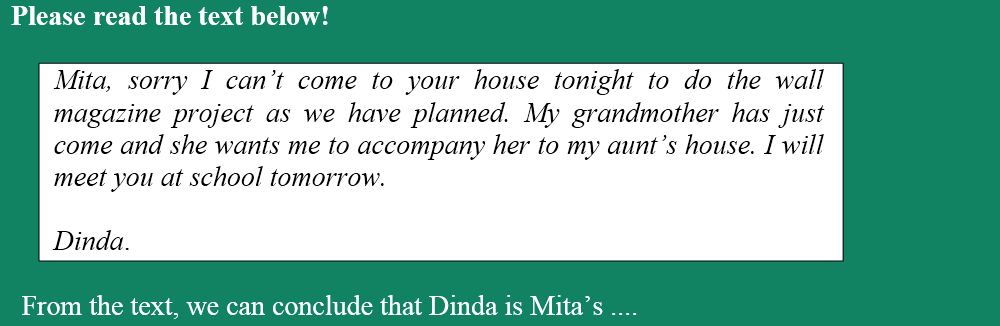 Please read the text below!
Mita, sorry I can’t come to your house tonight to do the wall
magazine project as we have planned. My grandmother has just
come and she wants me to accompany her to my aunt’s house. I will
meet you at school tomorrow.
Dinda.
From the text, we can conclude that Dinda is Mita’s ....